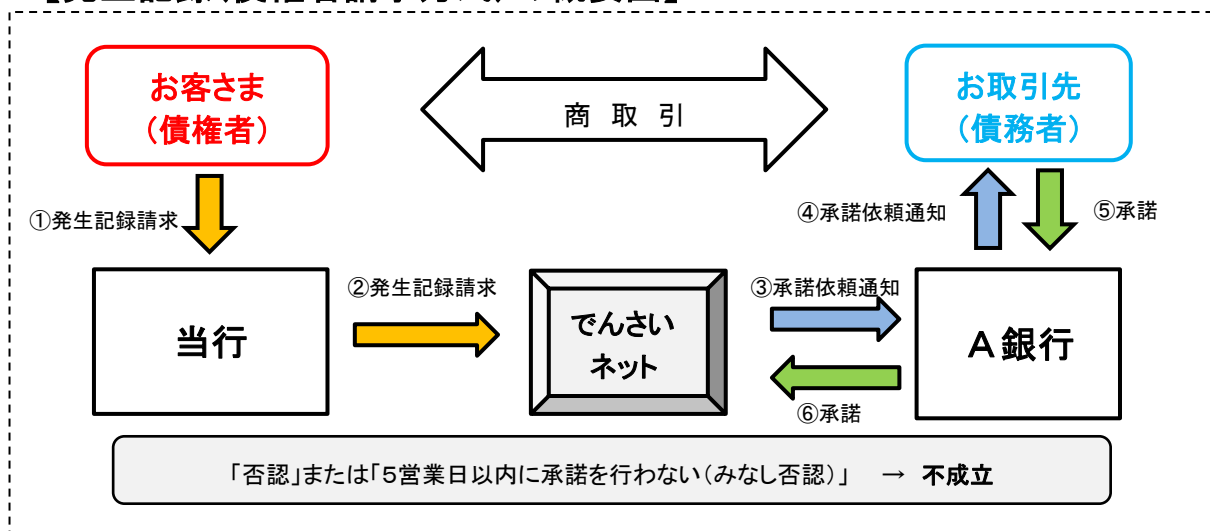 お客さま
（債権者）
商 取 引
お取引先
（債務者）
①発生記録請求
④承諾依頼通知
⑤承諾
当行
②発生記録請求
でんさい
ネット
③承諾依頼通知
Ａ銀行
⑥承諾
「否認」または「５営業日以内に承諾を行わない（みなし否認）」 → 不成立